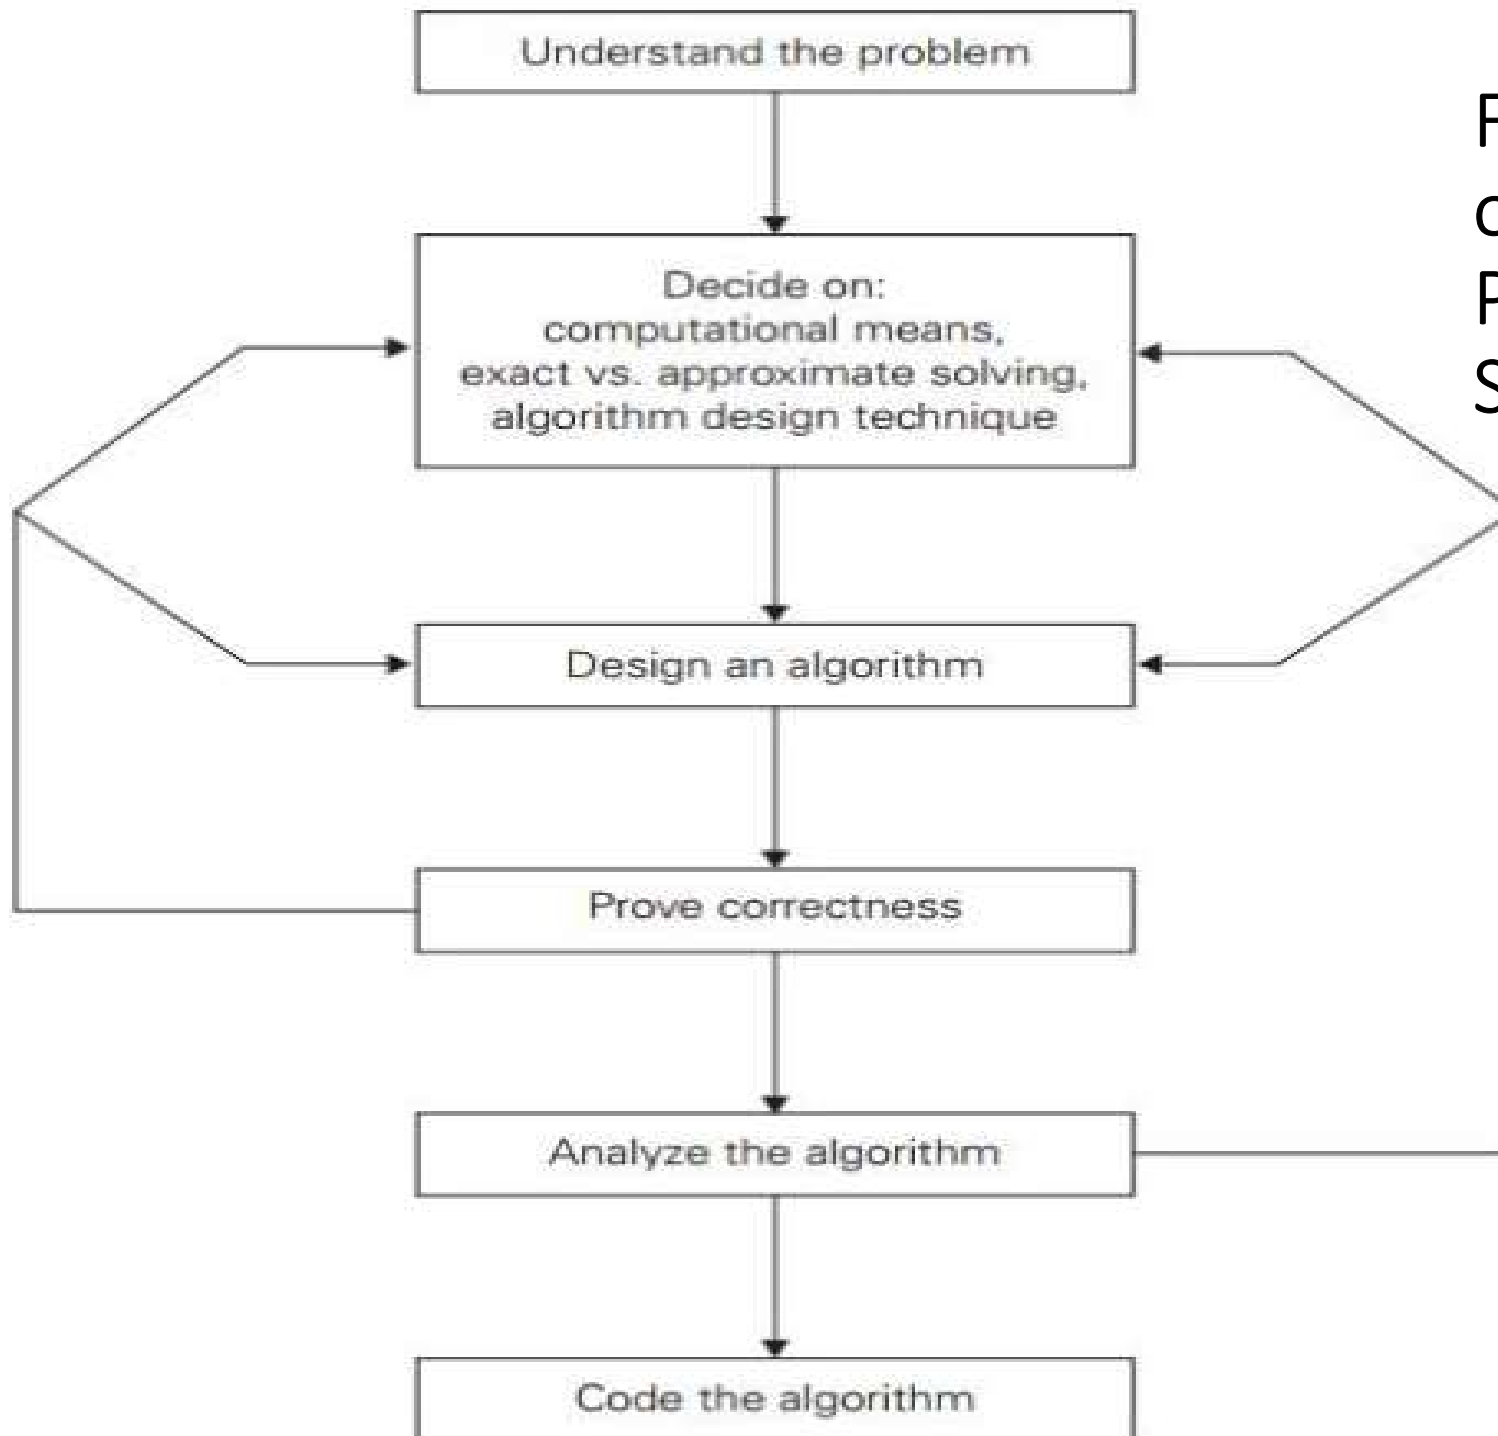 Understand the problem
Decide on:
computational means,
exact vs. approximate solving,
algorithm design technique
Design an algorithm
Prove correctness
Analyze the algorithm
Code the algorithm